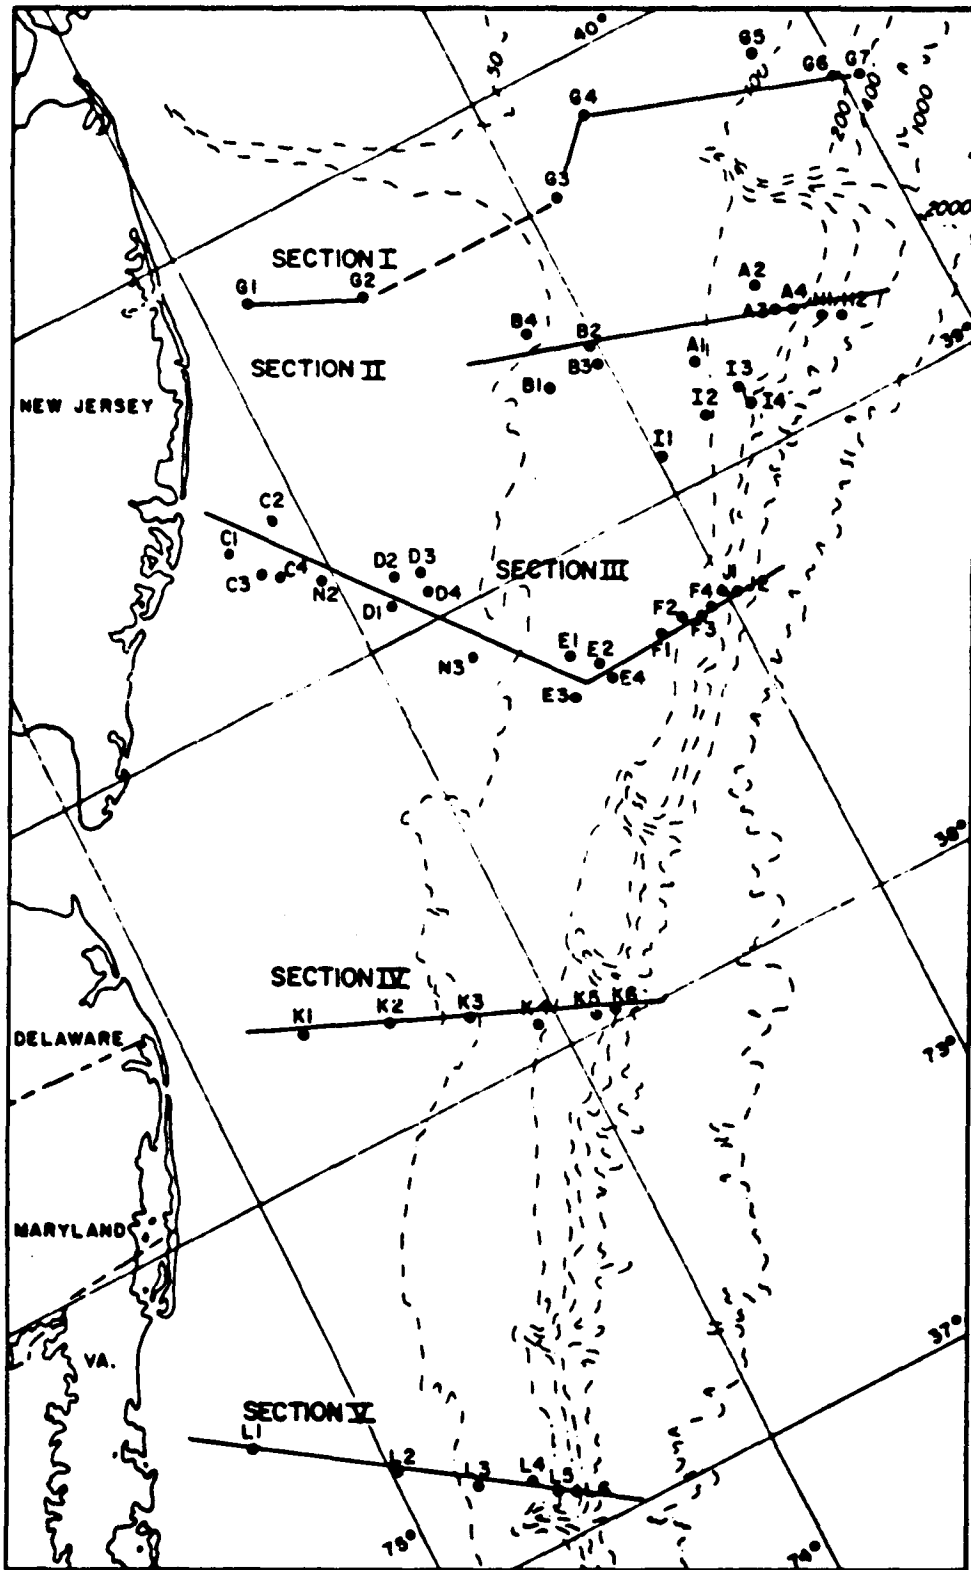 40°
G5
50
100
G6
G7
G4
200
400
1000
G3
2000
SECTION I
G1
G2
A2
A3
A4
H1
H2
B4
B2
B3
39°
SECTION II
A1
B1
I3
I4
I2
NEW JERSEY
I1
C2
C1
C3
C4
N2
D2
D3
D4
D1
SECTION III
J1
J2
F4
F2
F3
F1
N3
E1
E2
E3
E4
38°
SECTION IV
K1
K2
K3
K4
K5
K6
DELAWARE
73°
MARYLAND
37°
VA.
SECTION V
L1
L2
L3
L4
L5
L6
75°
74°